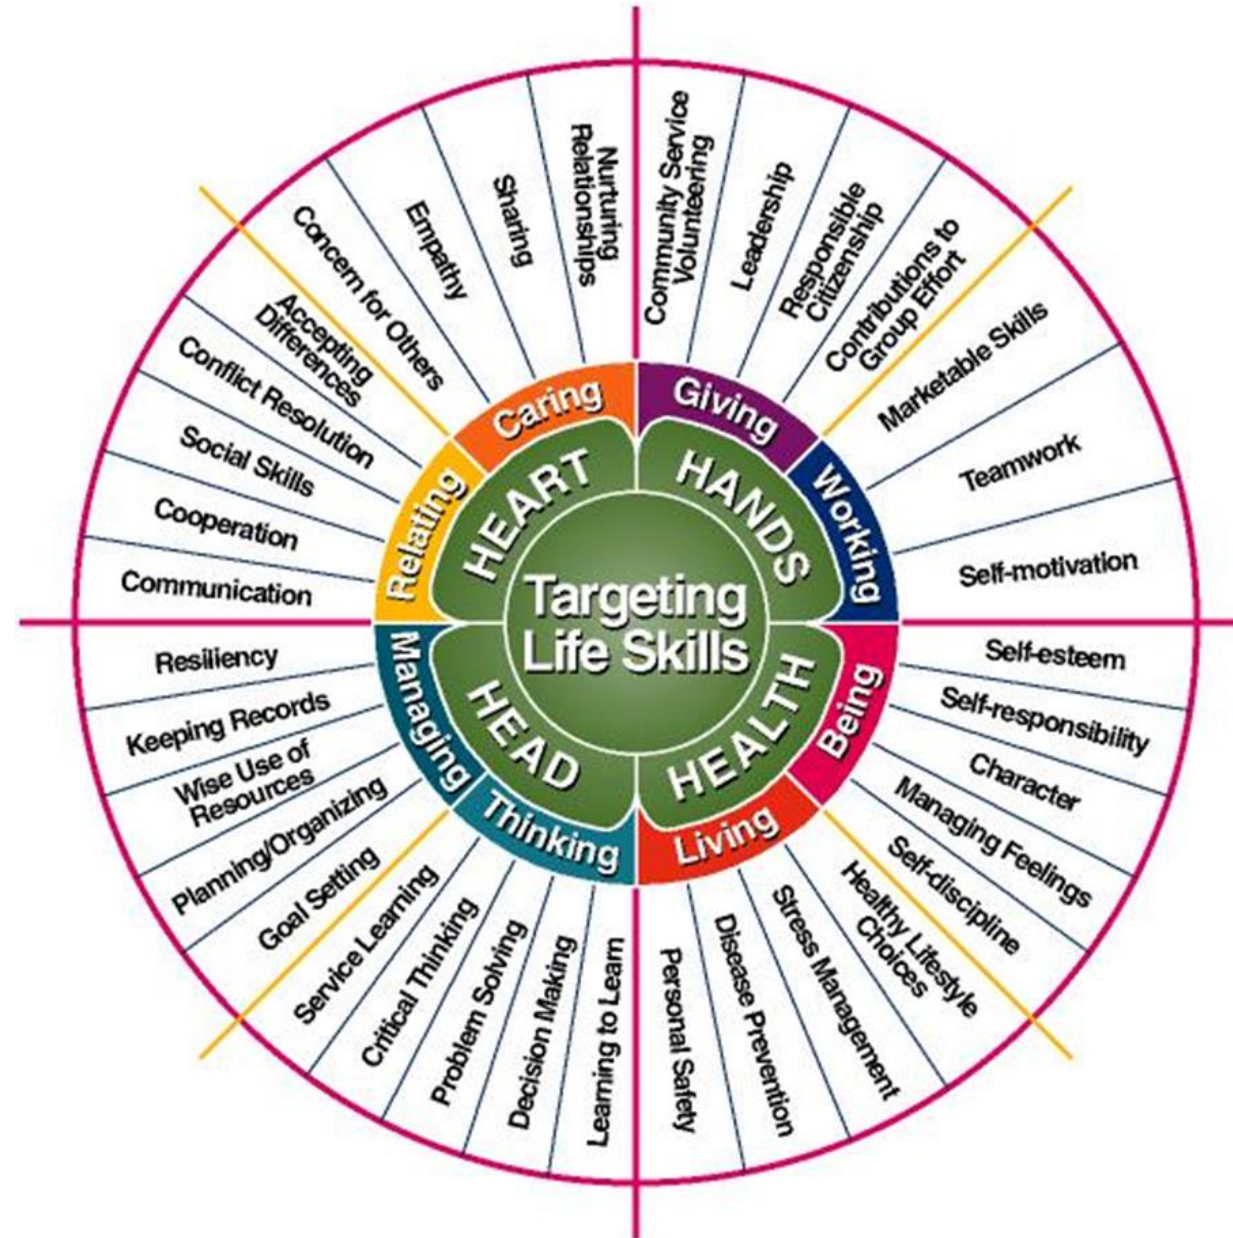 Targeting
Life Skills
HEART
HANDS
HEALTH
HEAD
Caring
Giving
Working
Being
Living
Thinking
Managing
Relating
Community Service
Volunteering
Leadership
Responsible
Citizenship
Contributions to
Group Effort
Marketable Skills
Teamwork
Self-motivation
Self-esteem
Self-responsibility
Character
Managing Feelings
Self-discipline
Healthy Lifestyle
Choices
Stress Management
Disease Prevention
Personal Safety
Learning to Learn
Decision Making
Problem Solving
Critical Thinking
Service Learning
Goal Setting
Planning/Organizing
Wise Use of
Resources
Keeping Records
Resiliency
Communication
Cooperation
Social Skills
Conflict Resolution
Accepting
Differences
Concern for Others
Empathy
Sharing
Nurturing
Relationships